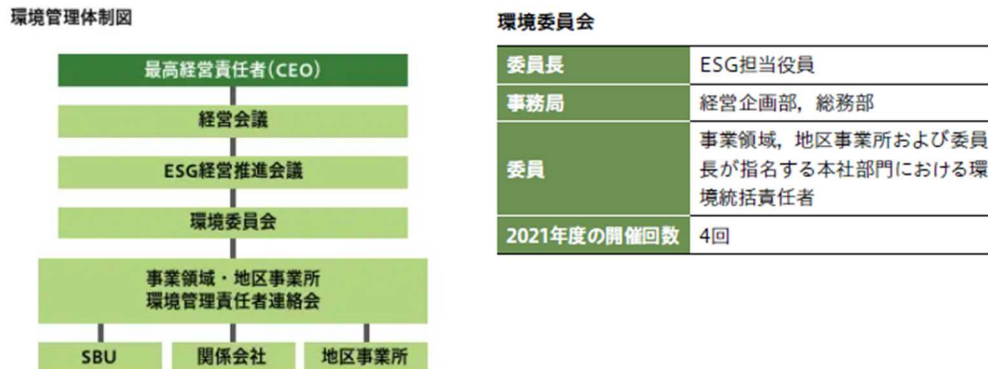 環境管理体制図
最高経営責任者(CEO)
経営会議
ESG経営推進会議
環境委員会
事業領域・地区事業所
環境管理責任者連絡会
SBU
関係会社
地区事業所
環境委員会
委員長 ESG担当役員
事務局 経営企画部，総務部
委員 事業領域，地区事業所および委員
長が指名する本社部門における環
境統括責任者
2021年度の開催回数 4回